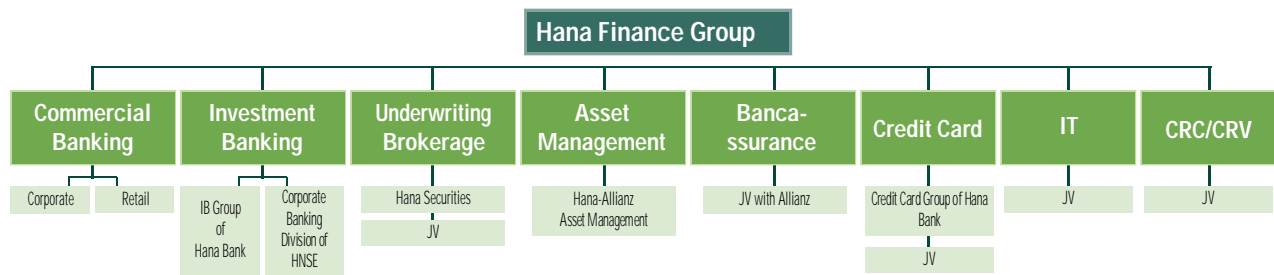 Hana Finance Group
Commercial
Banking
Investment
Banking
Underwriting
Brokerage
Asset
Management
Banca-
ssurance
Credit Card
IT
CRC/CRV
Corporate
Retail
IB Group
of
Hana Bank
Corporate
Banking
Division of
HNSE
Hana Securities
JV
Hana-Allianz
Asset Management
JV with Allianz
Credit Card Group of Hana
Bank
JV
JV
JV